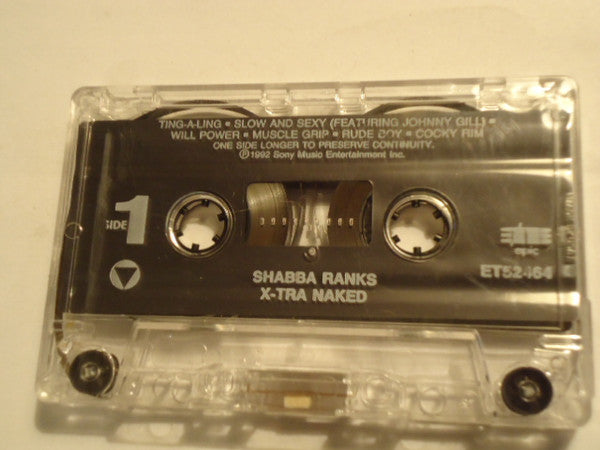 TING-A-LING • SLOW AND SEXY (FEATURING JOHNNY GILL) •
WILL POWER • MUSCLE GRIP • RUDE BOY • COCKY RIM
ONE SIDE LONGER TO PRESERVE CONTINUITY.
℗1992 Sony Music Entertainment Inc.
SIDE 1
epic
ET52464
SHABBA RANKS
X-TRA NAKED